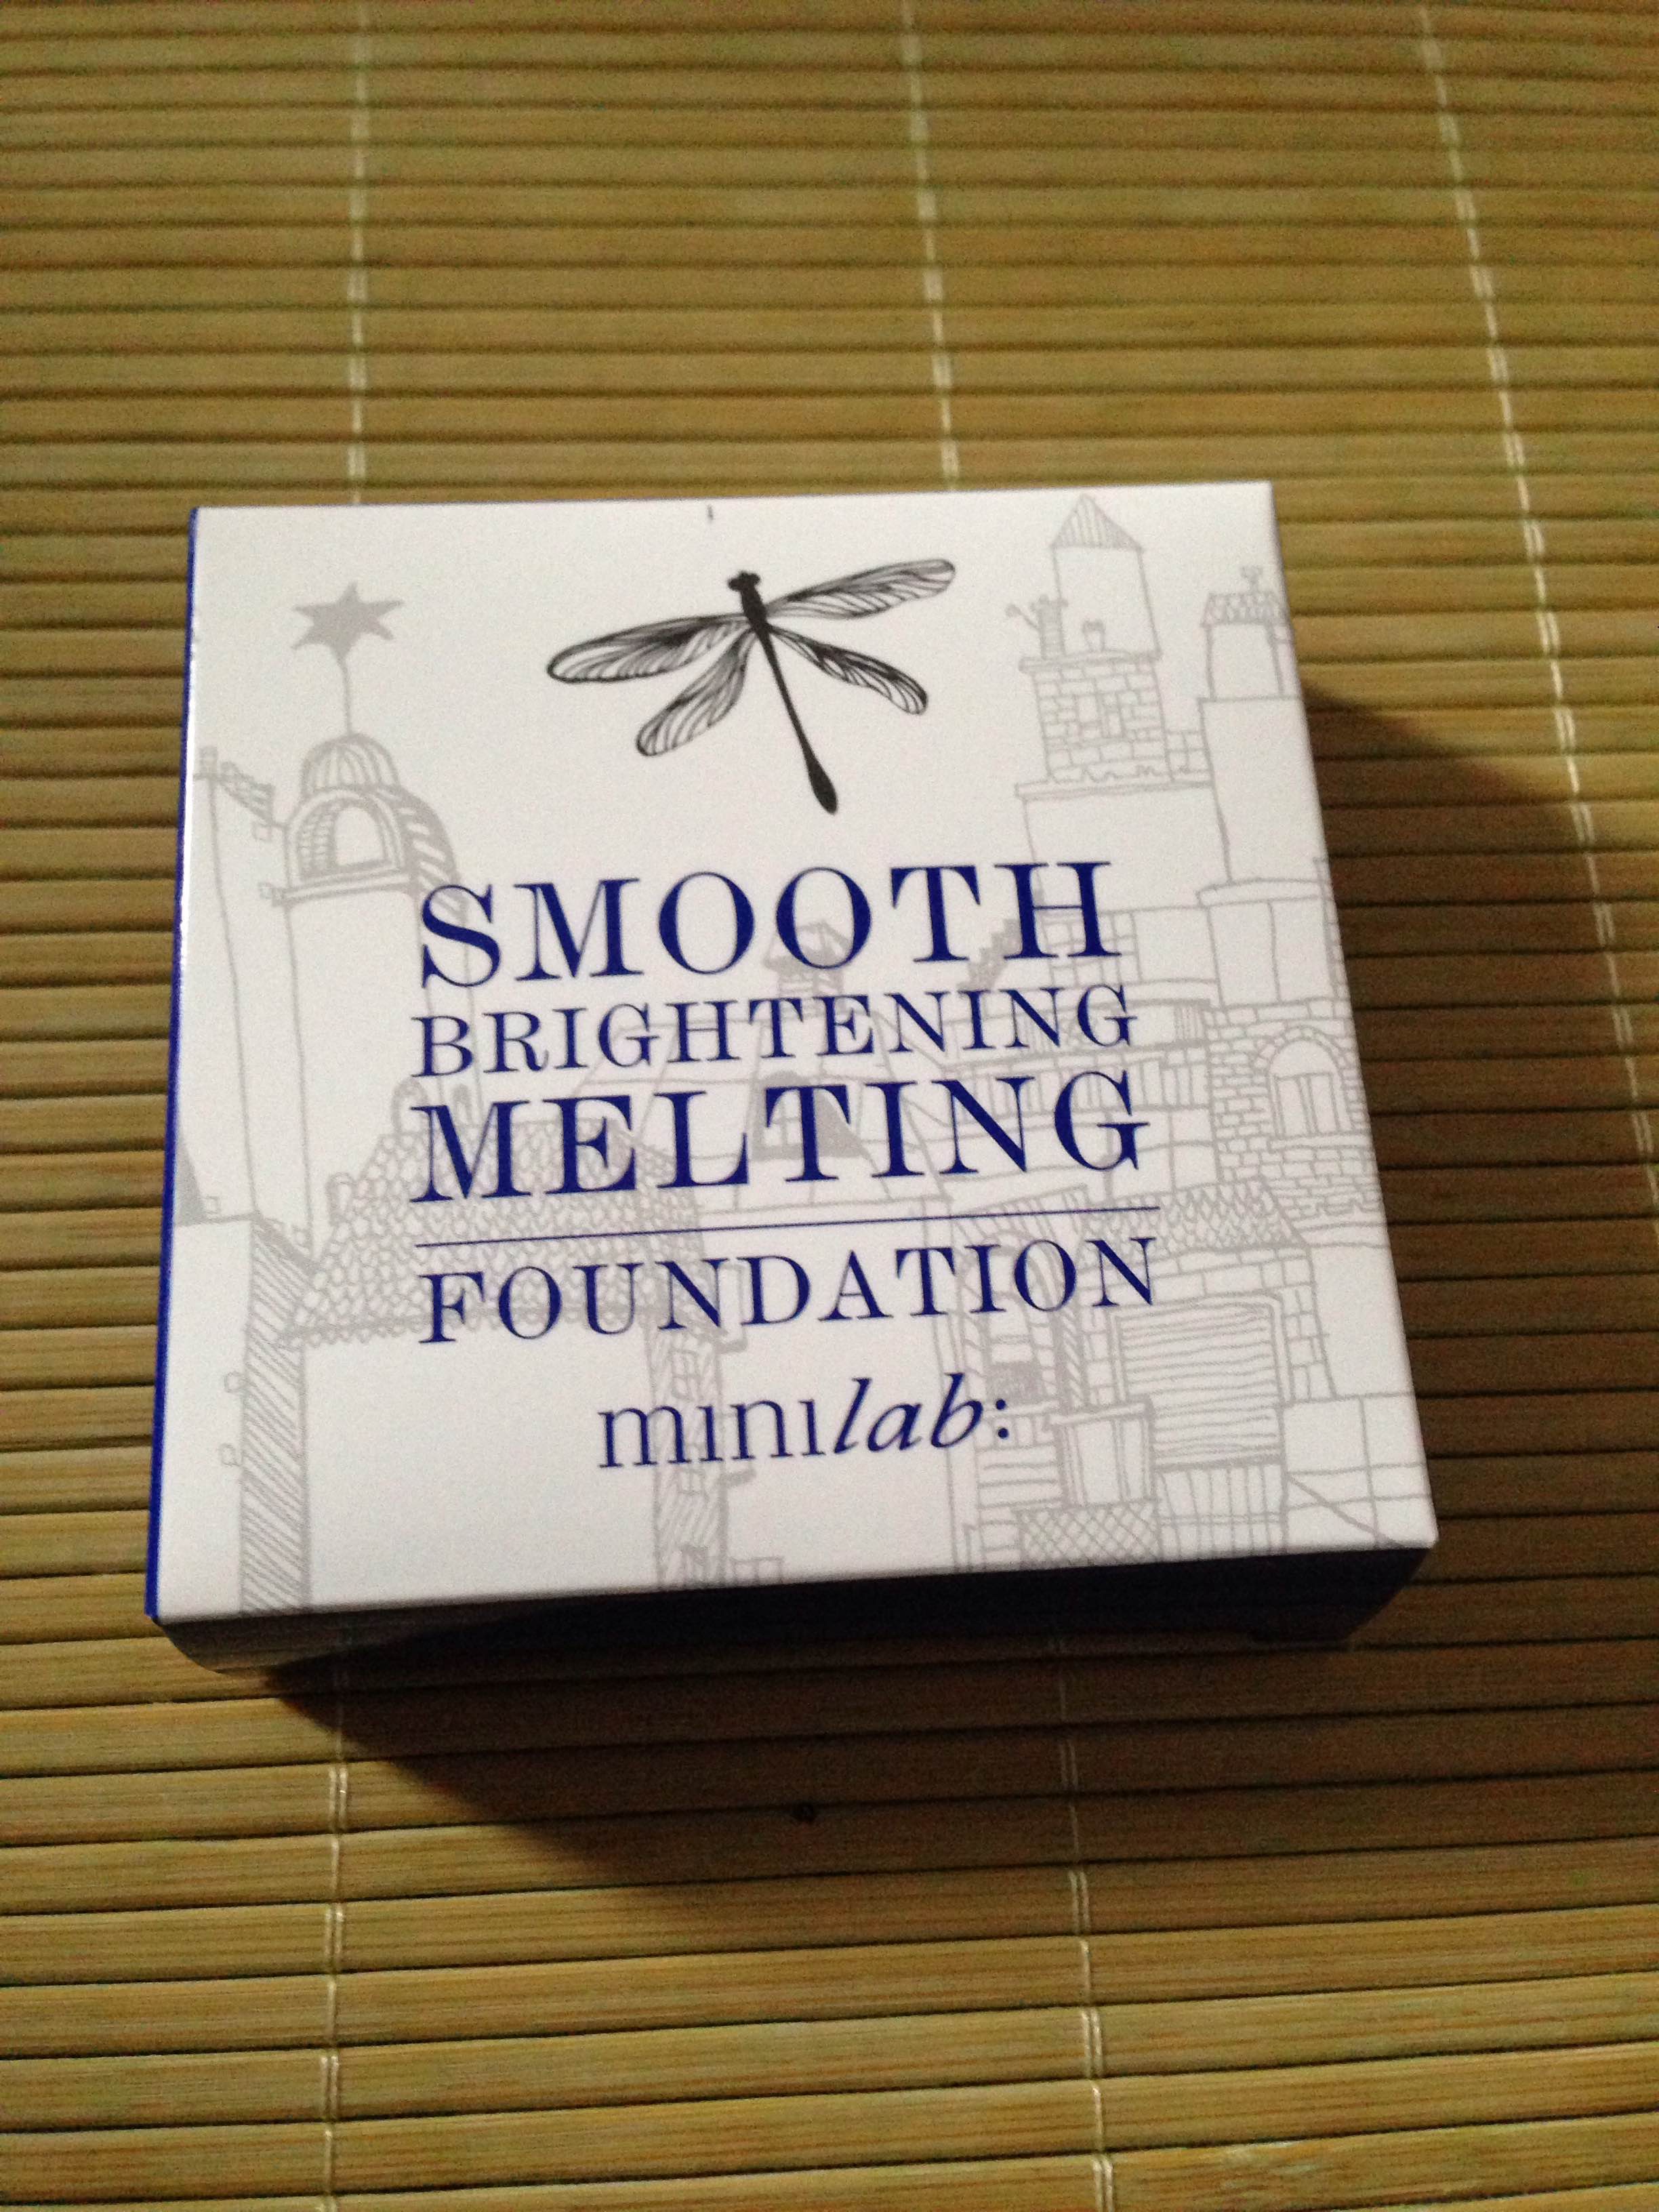 SMOOTH
BRIGHTENING
MELTING
FOUNDATION
minilab: